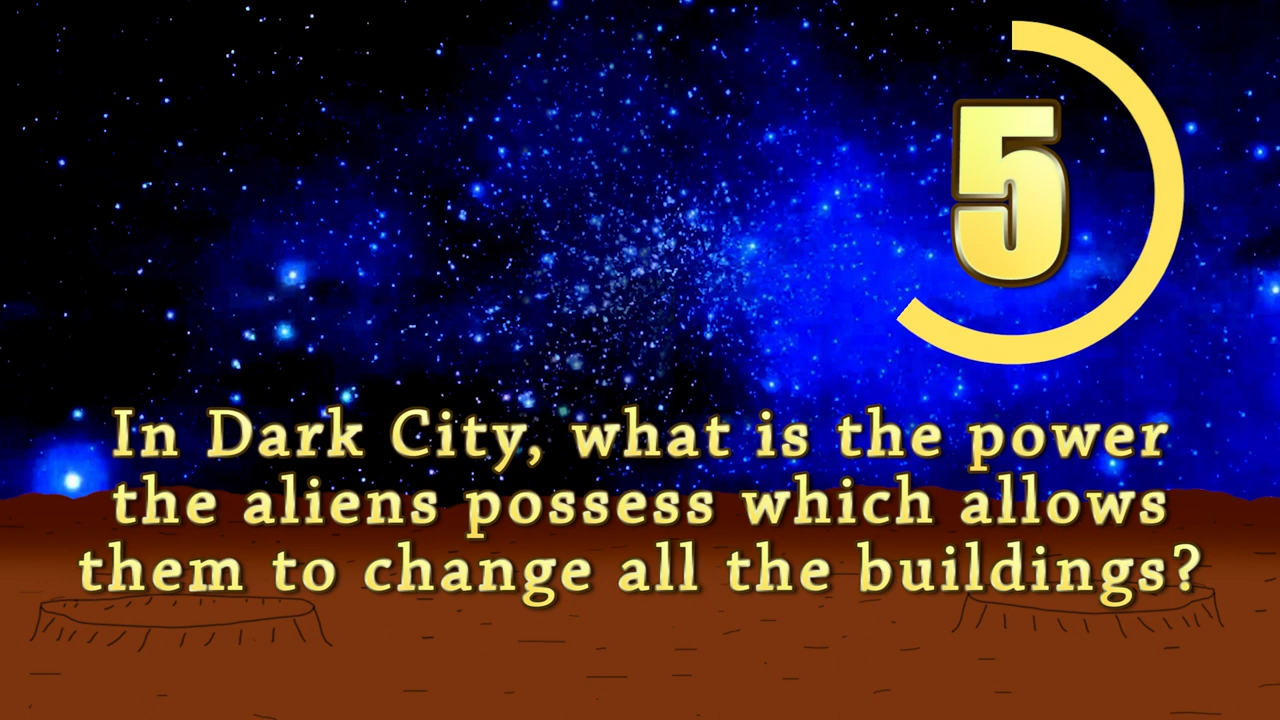 5
In Dark City, what is the power
the aliens possess which allows
them to change all the buildings?